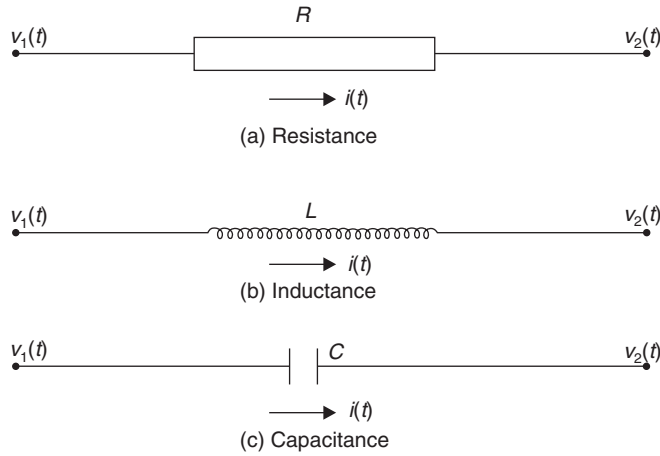 R
v₁(t) v₂(t)
i(t)
(a) Resistance
L
v₁(t) v₂(t)
i(t)
(b) Inductance
C
v₁(t) v₂(t)
i(t)
(c) Capacitance